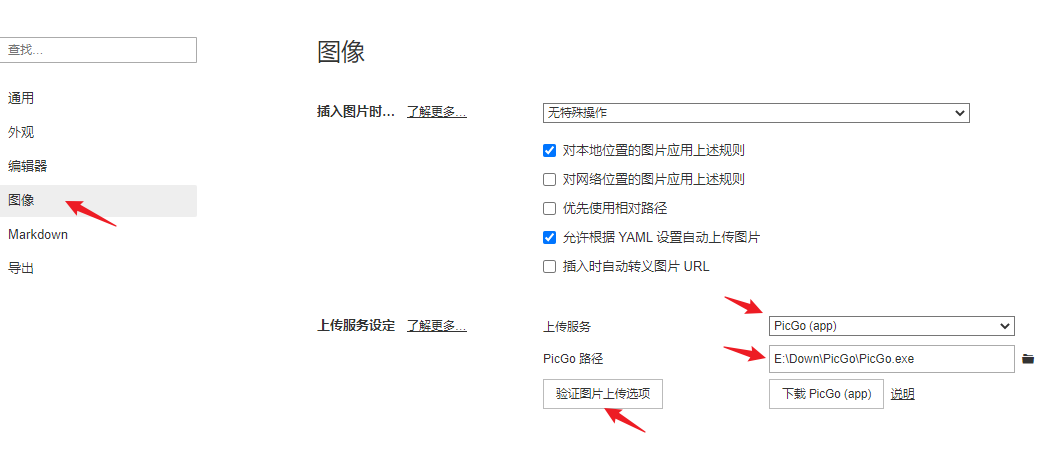 查找...
通用
外观
编辑器
图像
Markdown
导出
图像
插入图片时... 了解更多... 无特殊操作
对本地位置的图片应用上述规则
对网络位置的图片应用上述规则
优先使用相对路径
允许根据 YAML 设置自动上传图片
插入时自动转义图片 URL
上传服务设定 了解更多... 上传服务 PicGo (app)
PicGo 路径 E:\Down\PicGo\PicGo.exe
验证图片上传选项 下载 PicGo (app) 说明